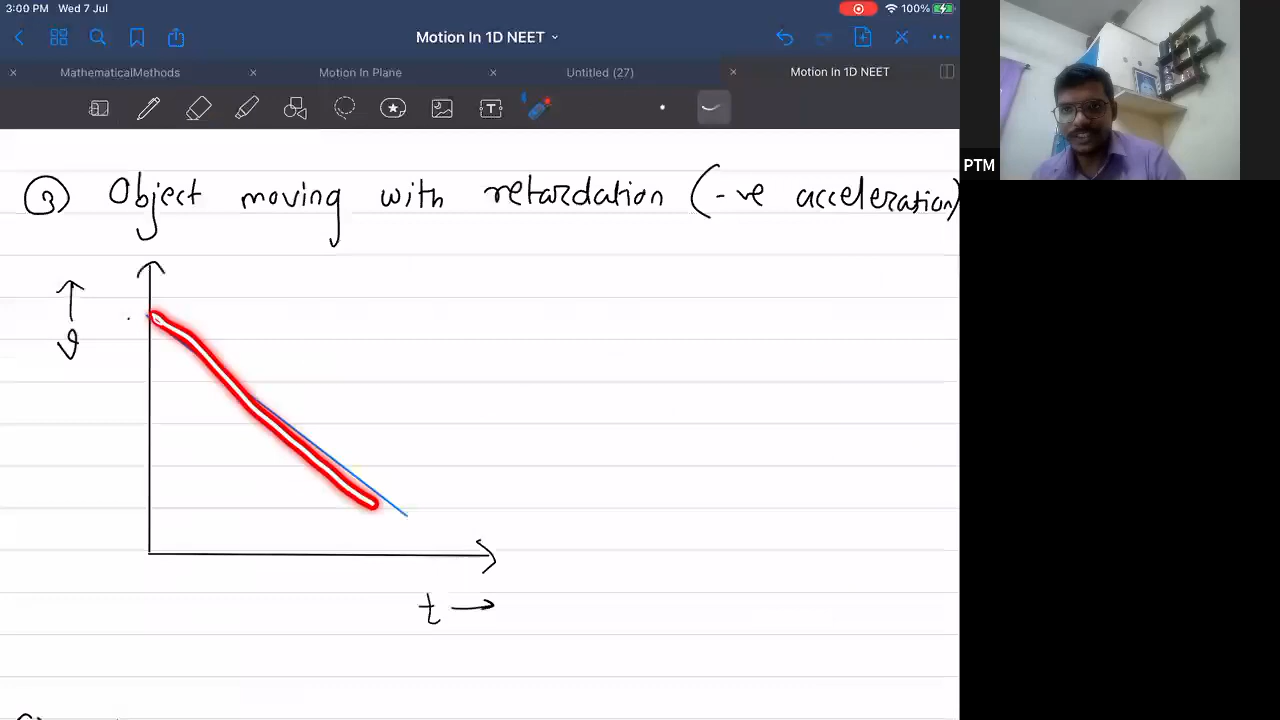 3:00 PM Wed 7 Jul
100%
Motion In 1D NEET
MathematicalMethods
Motion In Plane
Untitled (27)
Motion In 1D NEET
T
PTM
③ Object moving with retardation (-ve acceleration)
v
t